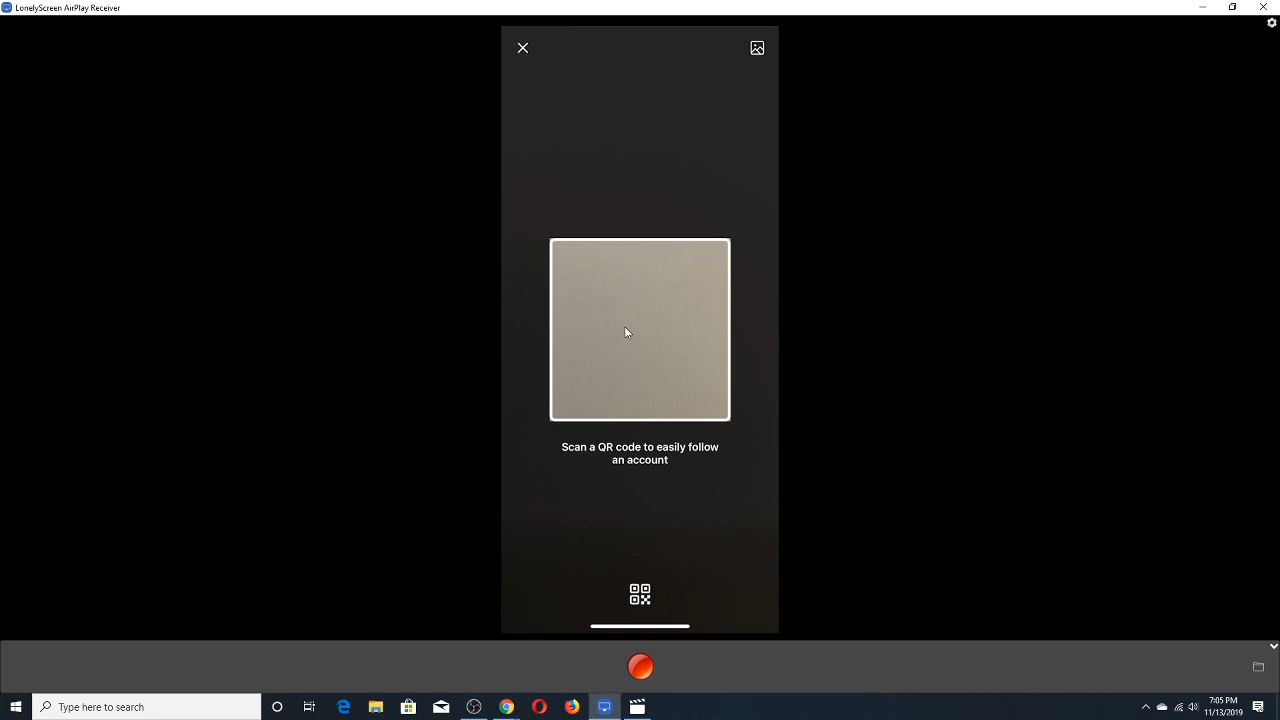 LonelyScreen AirPlay Receiver
Scan a QR code to easily follow
an account
Type here to search
7:05 PM
11/13/2019